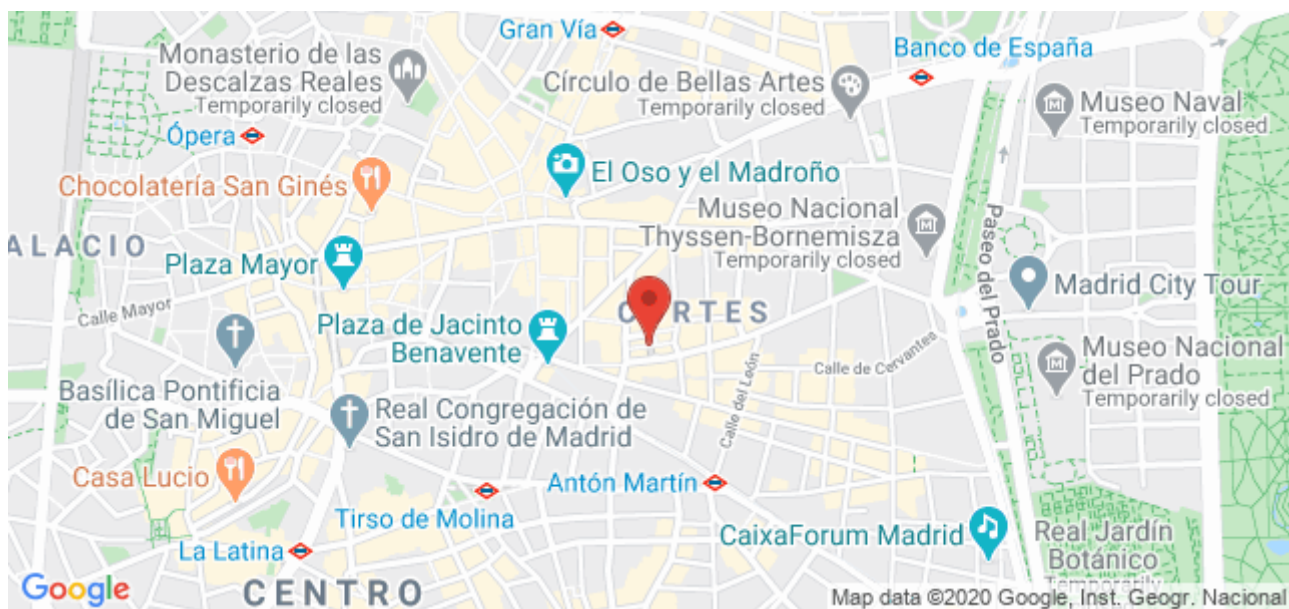 Gran Vía
Banco de España
Monasterio de las
Descalzas Reales
Temporarily closed
Círculo de Bellas Artes
Temporarily closed
Museo Naval
Temporarily closed
Ópera
El Oso y el Madroño
Chocolatería San Ginés
Museo Nacional
Thyssen-Bornemisza
Temporarily closed
Paseo del Prado
ALACIO
Plaza Mayor
Madrid City Tour
Calle Mayor
Plaza de Jacinto
Benavente
Museo Nacional
del Prado
Temporarily closed
Calle de Cervantes
Calle del León
Basílica Pontificia
de San Miguel
Real Congregación de
San Isidro de Madrid
Casa Lucio
Antón Martín
Tirso de Molina
CaixaForum Madrid
Real Jardín
Botánico
Temporarily
La Latina
CENTRO
Google
Map data ©2020 Google, Inst. Geogr. Nacional